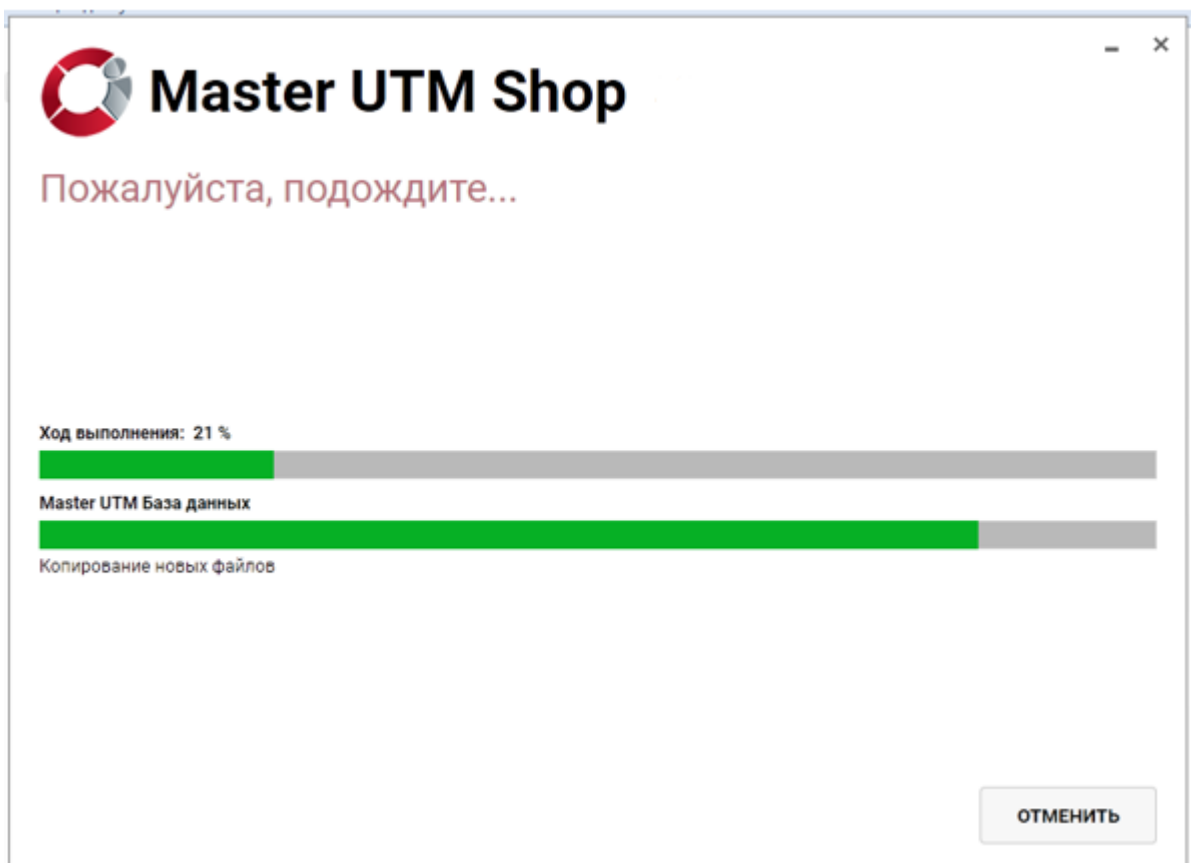 Master UTM Shop
Пожалуйста, подождите...
Ход выполнения: 21 %
Master UTM База данных
Копирование новых файлов
ОТМЕНИТЬ